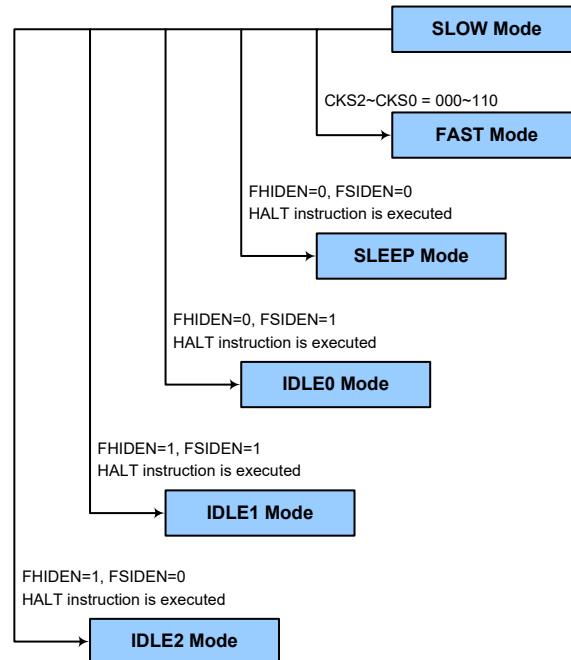 SLOW Mode
CKS2~CKS0 = 000~110
FAST Mode
FHIDEN=0, FSIDEN=0
HALT instruction is executed
SLEEP Mode
FHIDEN=0, FSIDEN=1
HALT instruction is executed
IDLE0 Mode
FHIDEN=1, FSIDEN=1
HALT instruction is executed
IDLE1 Mode
FHIDEN=1, FSIDEN=0
HALT instruction is executed
IDLE2 Mode